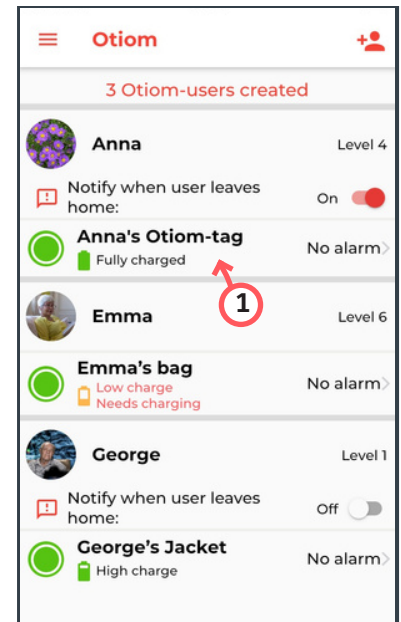 Otiom
3 Otiom-users created
Anna
Level 4
Notify when user leaves
home:
On
Anna's Otiom-tag
Fully charged
No alarm
1
Emma
Level 6
Emma’s bag
Low charge
Needs charging
No alarm
George
Level 1
Notify when user leaves
home:
Off
George’s Jacket
High charge
No alarm